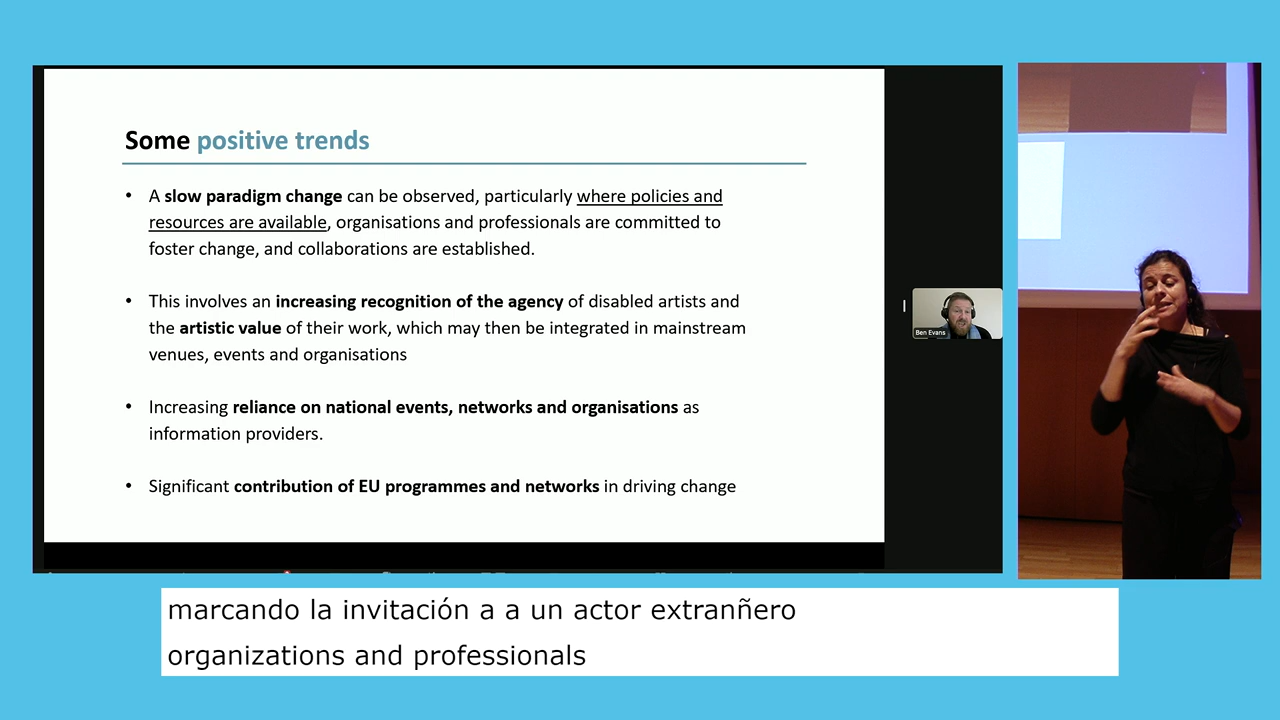 Some positive trends
• A slow paradigm change can be observed, particularly where policies and
resources are available, organisations and professionals are committed to
foster change, and collaborations are established.
• This involves an increasing recognition of the agency of disabled artists and
the artistic value of their work, which may then be integrated in mainstream
venues, events and organisations
• Increasing reliance on national events, networks and organisations as
information providers.
• Significant contribution of EU programmes and networks in driving change
Ben Evans
marcando la invitación a a un actor extranñero
organizations and professionals